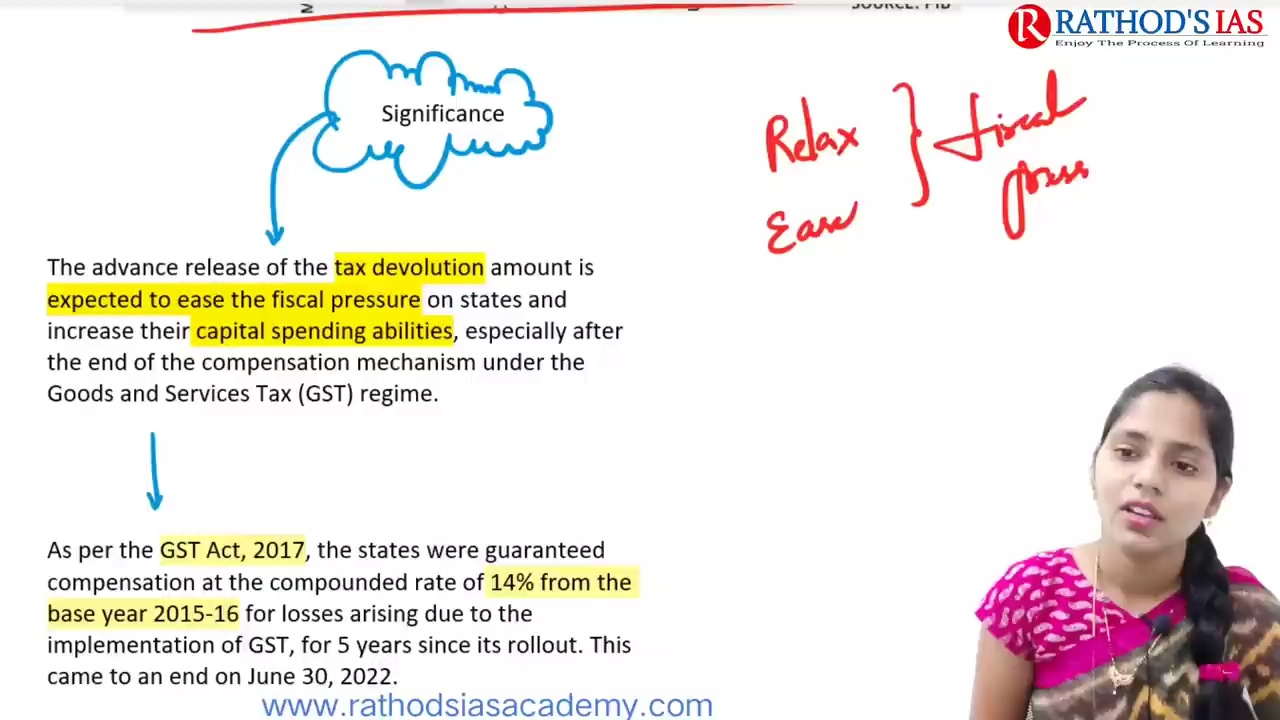 SOURCE: PIB
RATHOD'S IAS
Enjoy The Process Of Learning
Significance
Relax
Ease
fiscal
press
The advance release of the tax devolution amount is
expected to ease the fiscal pressure on states and
increase their capital spending abilities, especially after
the end of the compensation mechanism under the
Goods and Services Tax (GST) regime.
As per the GST Act, 2017, the states were guaranteed
compensation at the compounded rate of 14% from the
base year 2015-16 for losses arising due to the
implementation of GST, for 5 years since its rollout. This
came to an end on June 30, 2022.
www.rathodsiasacademy.com